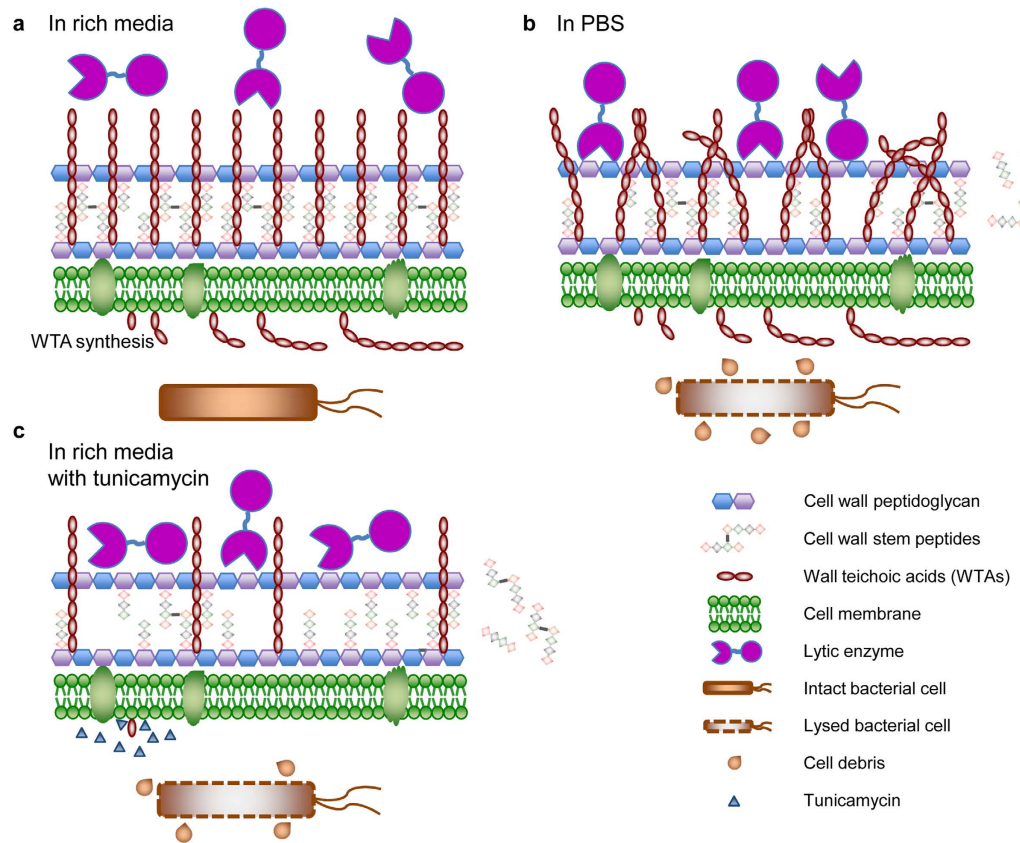 a In rich media
b In PBS
WTA synthesis
c In rich media
with tunicamycin
Cell wall peptidoglycan
Cell wall stem peptides
Wall teichoic acids (WTAs)
Cell membrane
Lytic enzyme
Intact bacterial cell
Lysed bacterial cell
Cell debris
Tunicamycin